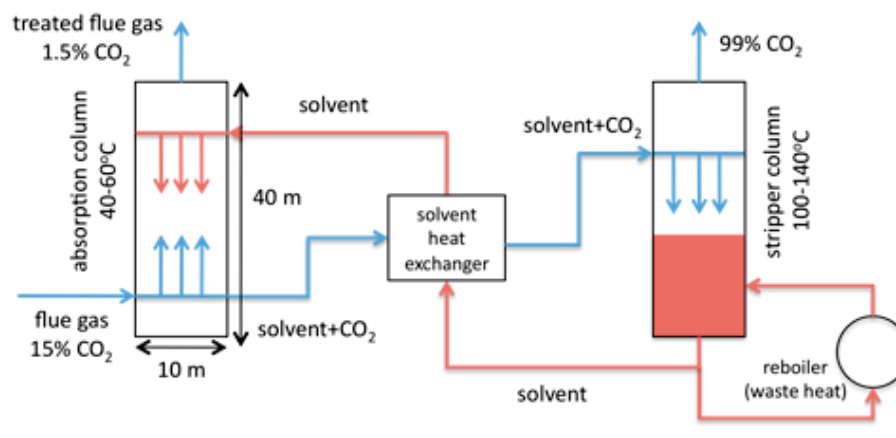 treated flue gas
1.5% CO₂
absorption column
40-60°C
flue gas
15% CO₂
10 m
40 m
solvent
solvent+CO₂
solvent
heat
exchanger
solvent+CO₂
solvent
99% CO₂
stripper column
100-140°C
reboiler
(waste heat)